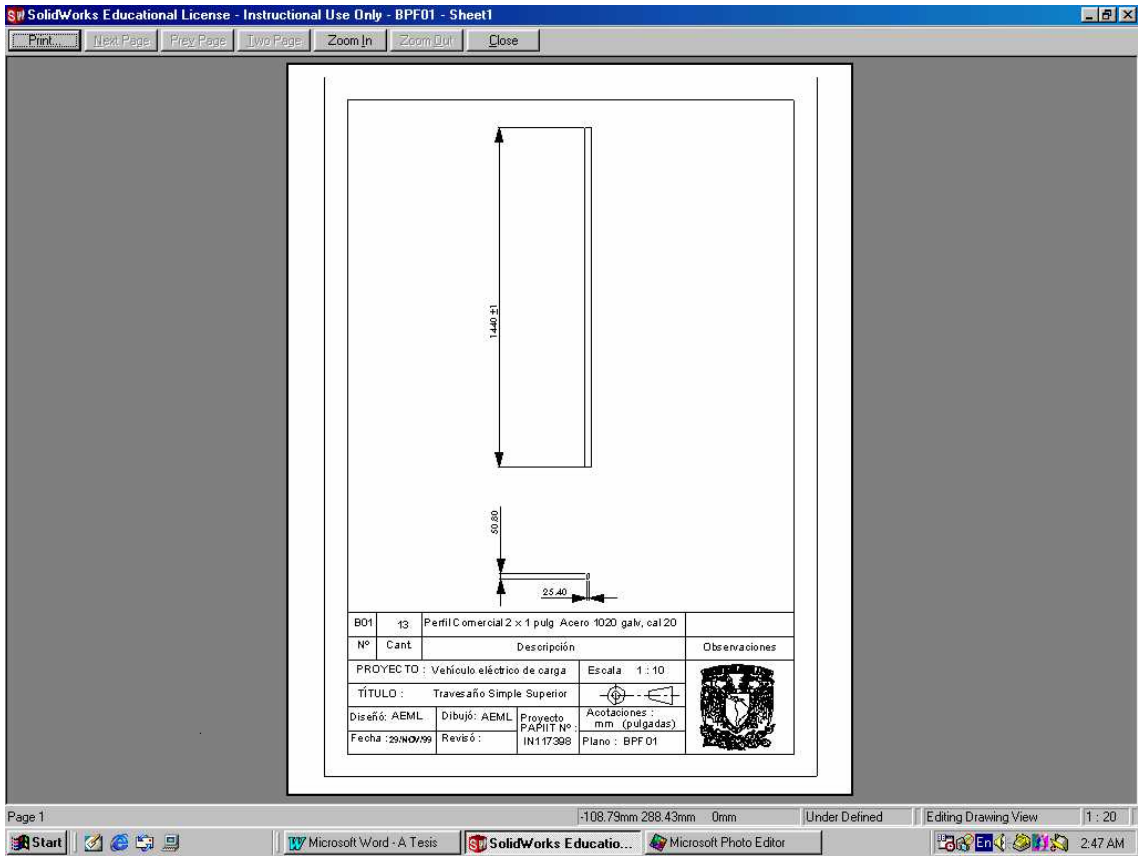 SolidWorks Educational License - Instructional Use Only - BPF01 - Sheet1
Print... Next Page Prev Page Two Page Zoom In Zoom Out Close
1440 ±1
50.80
25.40
B01 13 Perfil Comercial 2 x 1 pulg Acero 1020 galv, cal 20
Nº Cant Descripción Observaciones
PROYECTO : Vehículo eléctrico de carga Escala 1 : 10
TÍTULO : Travesaño Simple Superior
Diseñó: AEML Dibujó: AEML Proyecto PAPIIT Nº : IN117398 Acotaciones : mm (pulgadas)
Fecha : 29/NOV/99 Revisó : Plano : BPF 01
Page 1 -108.79mm 288.43mm 0mm Under Defined Editing Drawing View 1 : 20
Start Microsoft Word - A Tesis SolidWorks Educatio... Microsoft Photo Editor En 2:47 AM